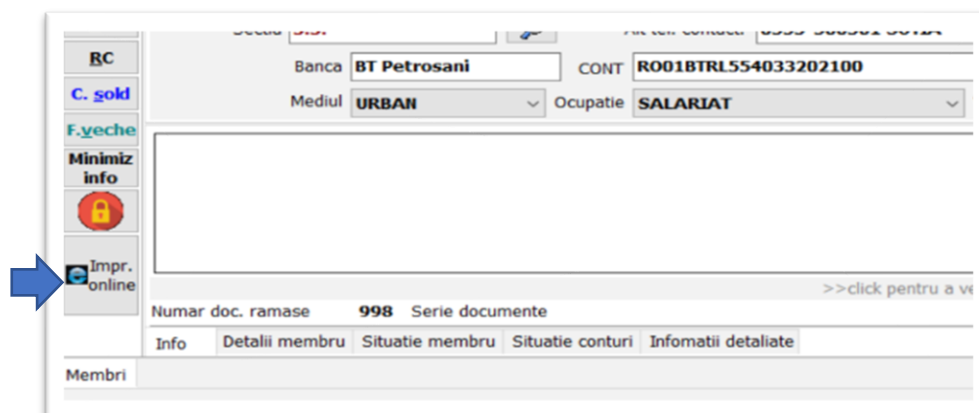 RC
Banca BT Petrosani CONT RO01BTRL554033202100
C. sold
Mediul URBAN Ocupatie SALARIAT
F.veche
Minimiz
info
Impr.
online
>>click pentru a ve
Numar doc. ramase 998 Serie documente
Info Detalii membru Situatie membru Situatie conturi Infomatii detaliate
Membri